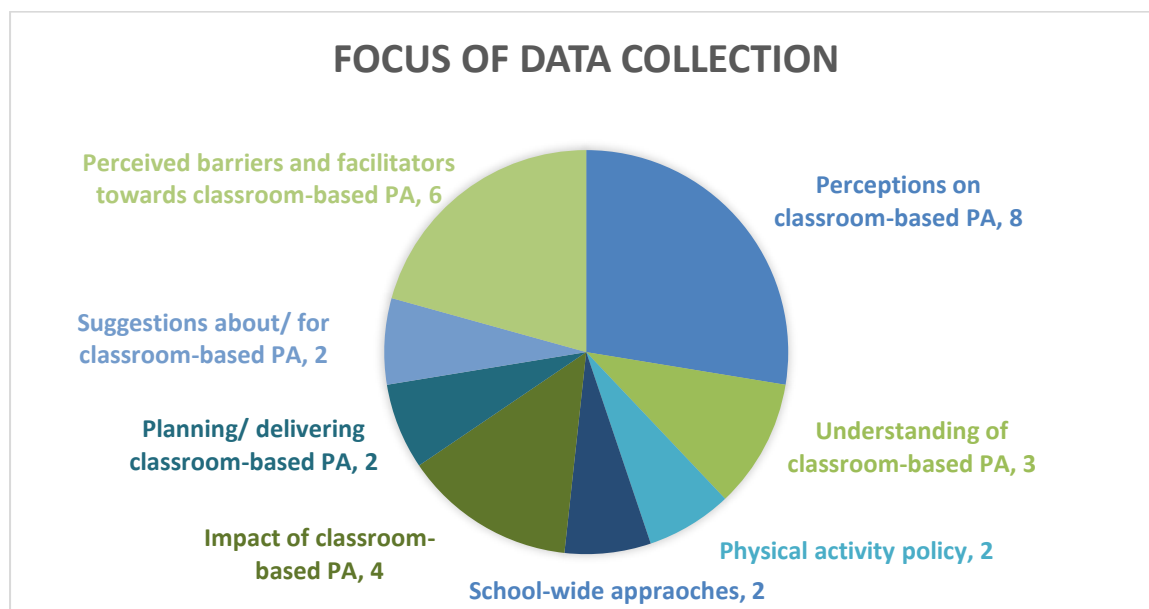 FOCUS OF DATA COLLECTION
Perceived barriers and facilitators
towards classroom-based PA, 6
Perceptions on
classroom-based PA, 8
Suggestions about/ for
classroom-based PA, 2
Planning/ delivering
classroom-based PA, 2
Understanding of
classroom-based PA, 3
Impact of classroom-
based PA, 4
Physical activity policy, 2
School-wide appraoches, 2